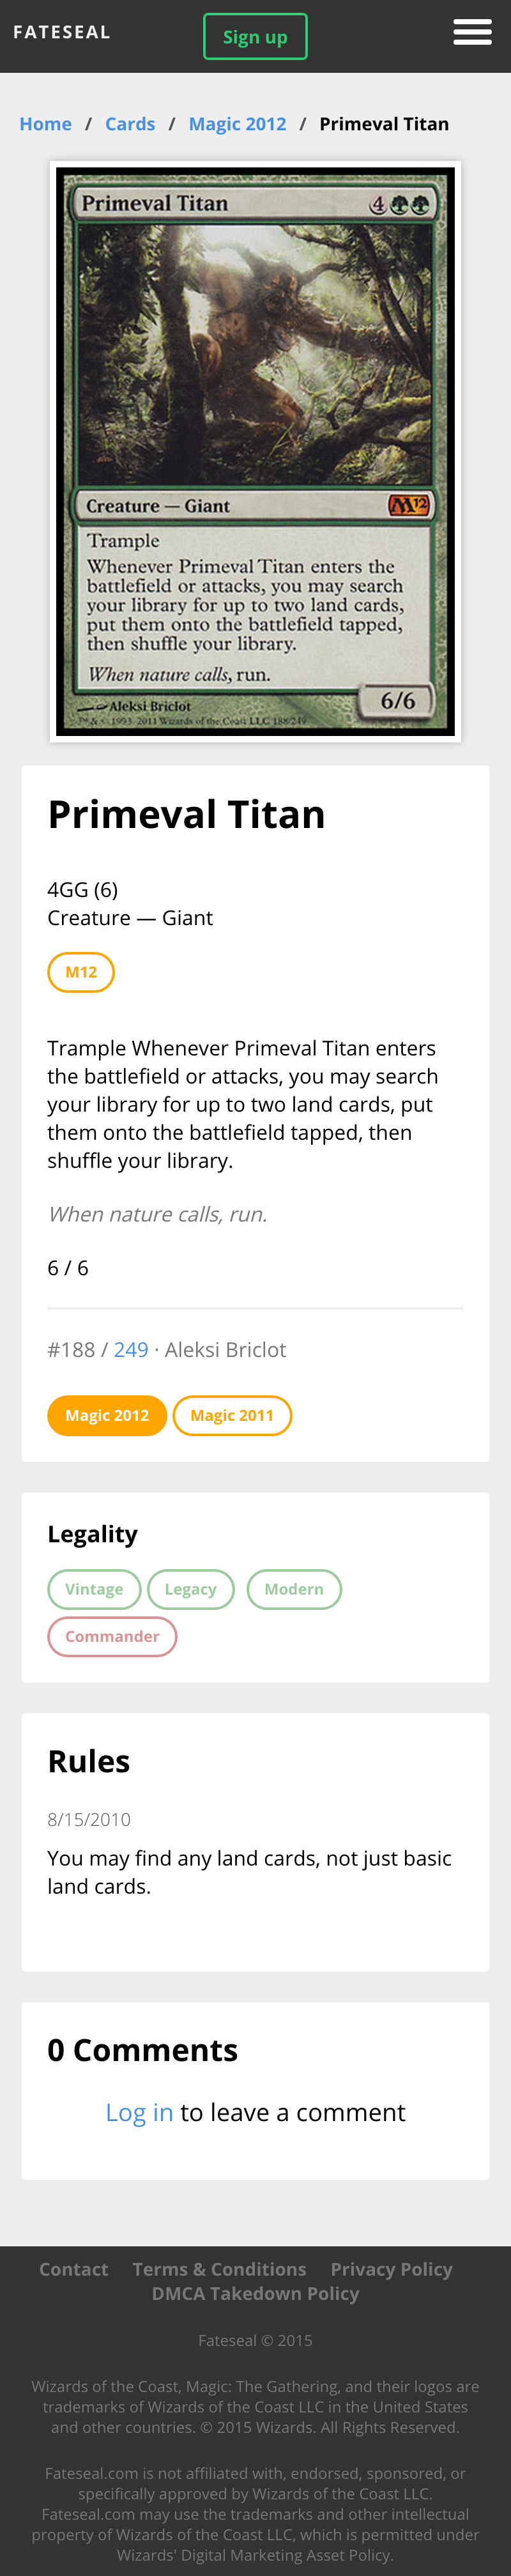 FATESEAL
Sign up
Home / Cards / Magic 2012 / Primeval Titan
Primeval Titan 4
Creature — Giant M12
Trample
Whenever Primeval Titan enters the
battlefield or attacks, you may search
your library for up to two land cards,
put them onto the battlefield tapped,
then shuffle your library.
When nature calls, run.
6/6
Aleksi Briclot
™ & © 1993–2011 Wizards of the Coast LLC 188/249
Primeval Titan
4GG (6)
Creature — Giant
M12
Trample Whenever Primeval Titan enters
the battlefield or attacks, you may search
your library for up to two land cards, put
them onto the battlefield tapped, then
shuffle your library.
When nature calls, run.
6 / 6
#188 / 249 · Aleksi Briclot
Magic 2012 Magic 2011
Legality
Vintage Legacy Modern
Commander
Rules
8/15/2010
You may find any land cards, not just basic
land cards.
0 Comments
Log in to leave a comment
Contact Terms & Conditions Privacy Policy
DMCA Takedown Policy
Fateseal © 2015
Wizards of the Coast, Magic: The Gathering, and their logos are
trademarks of Wizards of the Coast LLC in the United States
and other countries. © 2015 Wizards. All Rights Reserved.
Fateseal.com is not affiliated with, endorsed, sponsored, or
specifically approved by Wizards of the Coast LLC.
Fateseal.com may use the trademarks and other intellectual
property of Wizards of the Coast LLC, which is permitted under
Wizards' Digital Marketing Asset Policy.